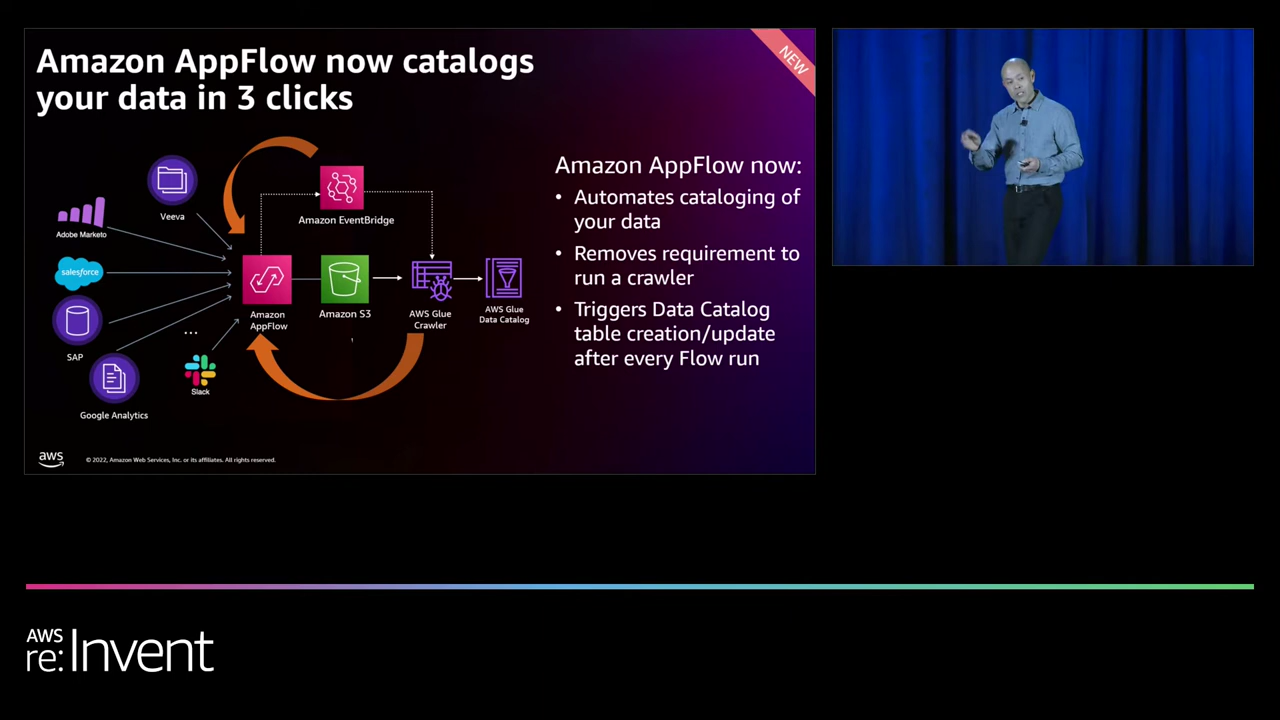 Amazon AppFlow now catalogs
your data in 3 clicks
NEW
Veeva
Adobe Marketo
salesforce
SAP
Google Analytics
...
Slack
Amazon EventBridge
Amazon
AppFlow
Amazon S3
AWS Glue
Crawler
AWS Glue
Data Catalog
Amazon AppFlow now:
• Automates cataloging of
your data
• Removes requirement to
run a crawler
• Triggers Data Catalog
table creation/update
after every Flow run
aws
© 2022, Amazon Web Services, Inc. or its affiliates. All rights reserved.
AWS
re:Invent